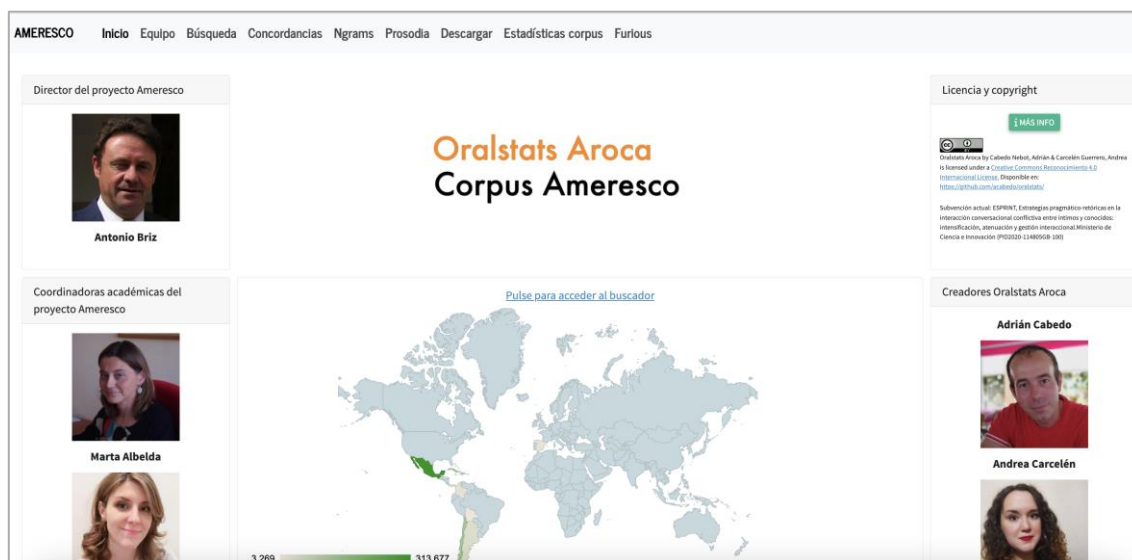 AMERESCO Inicio Equipo Búsqueda Concordancias Ngrams Prosodia Descargar Estadísticas corpus Furious
Director del proyecto Ameresco
Antonio Briz
Coordinadoras académicas del
proyecto Ameresco
Marta Albelda
Oralstats Aroca
Corpus Ameresco
Pulse para acceder al buscador
3,269 313,677
Licencia y copyright
i MÁS INFO
cc BY
Oralstats Aroca by Cabedo Nebot, Adrián & Carcelén Guerrero, Andrea
is licensed under a Creative Commons Reconocimiento 4.0
Internacional License. Disponible en:
https://github.com/acabedo/oralstats/
Subvención actual: ESPRINT, Estrategias pragmático-retóricas en la
interacción conversacional conflictiva entre íntimos y conocidos:
intensificación, atenuación y gestión interaccional.Ministerio de
Ciencia e Innovación (PID2020-114805GB-100)
Creadores Oralstats Aroca
Adrián Cabedo
Andrea Carcelén